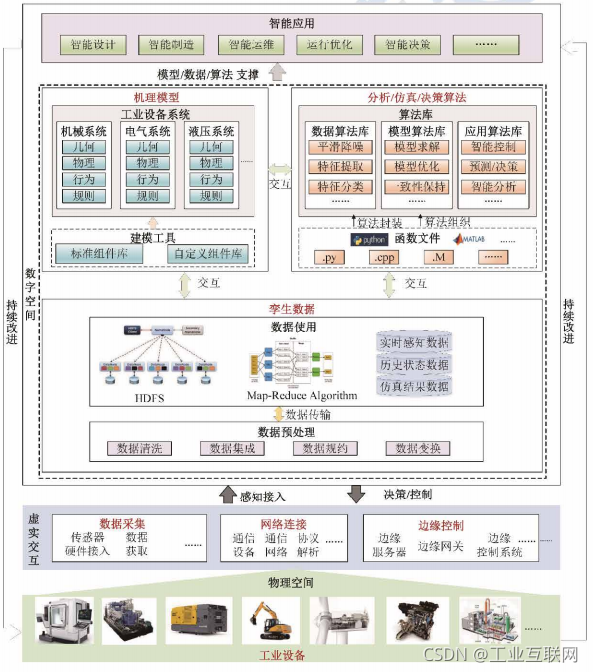 智能应用
智能设计 智能制造 智能运维 运行优化 智能决策 ……
模型/数据/算法 支撑
机理模型
工业设备系统
机械系统 电气系统 液压系统
几何 几何 几何
物理 物理 物理 ……
行为 行为 行为
规则 规则 规则
建模工具
标准组件库 自定义组件库
交互
分析/仿真/决策算法
算法库
数据算法库 模型算法库 应用算法库
平滑降噪 模型求解 智能控制
特征提取 模型优化 预测/决策
特征分类 一致性保持 智能分析
…… …… ……
算法封装 算法组织
python 函数文件 MATLAB ……
.py .cpp .M ……
数字空间
持续改进
持续改进
交互 交互
孪生数据
数据使用
HDFS
Map-Reduce Algorithm
实时感知数据
历史状态数据
仿真结果数据
数据传输
数据预处理
数据清洗 数据集成 数据规约 数据变换
感知接入 决策/控制
虚实交互
数据采集
传感器 数据
硬件接入 获取 ……
网络连接
通信 通信 协议
设备 网络 解析 ……
边缘控制
边缘 边缘网关 边缘 ……
服务器 控制系统
物理空间
……
工业设备
CSDN @工业互联网